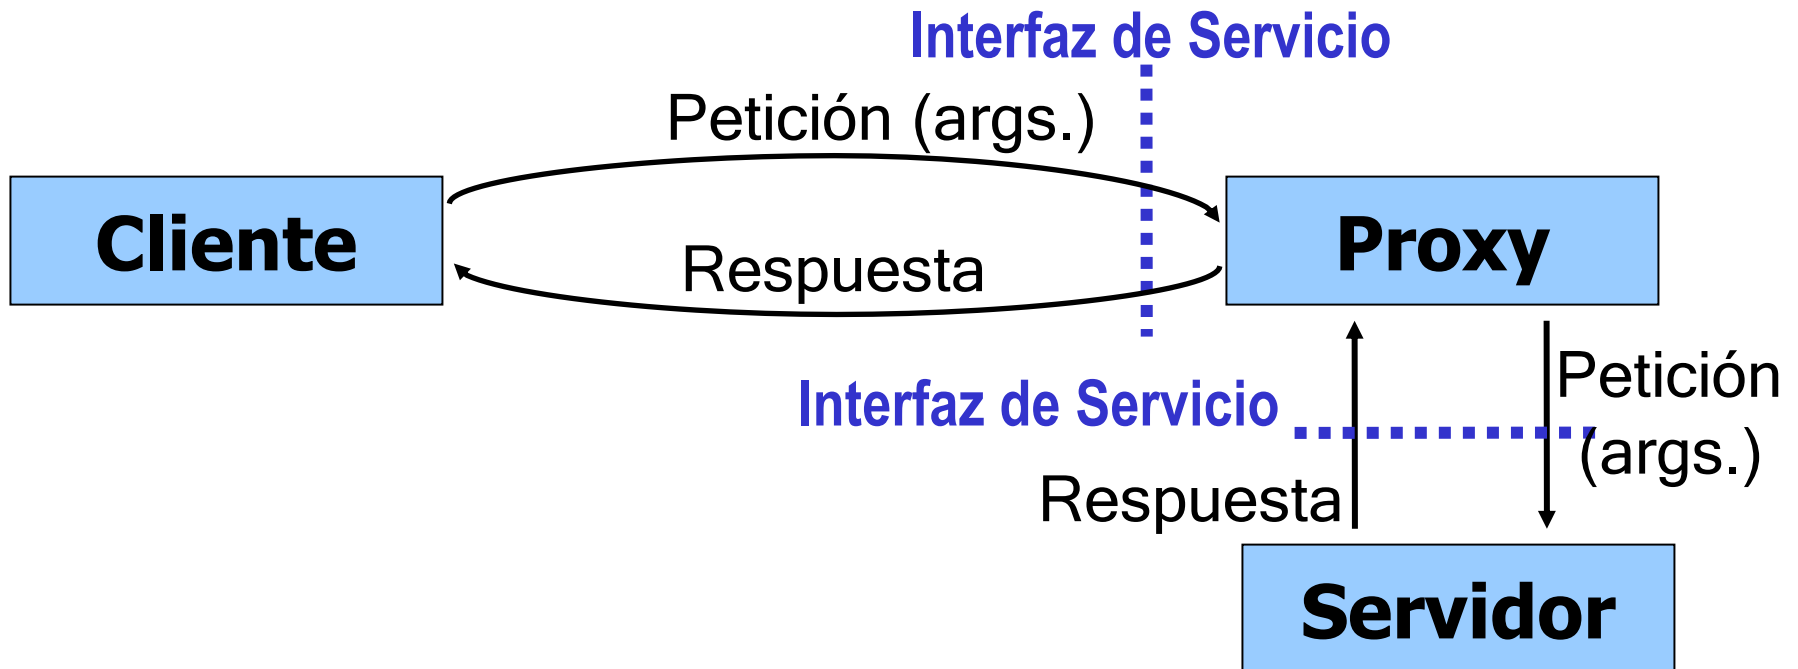 Interfaz de Servicio
Petición (args.)
Cliente
Proxy
Respuesta
Interfaz de Servicio
Petición
(args.)
Respuesta
Servidor